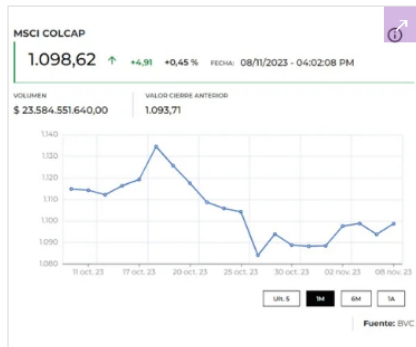 MSCI COLCAP
1.098,62 ↑ +4,91 +0,45 % FECHA: 08/11/2023 - 04:02:08 PM
VOLUMEN VALOR CIERRE ANTERIOR
$ 23.584.551.640,00 1.093,71
1.140
1.130
1.120
1.110
1.100
1.090
1.080
11 oct. 23 17 oct. 23 20 oct. 23 25 oct. 23 30 oct. 23 02 nov. 23 08 nov. 23
Últ. 5 1M 6M 1A
Fuente: BVC